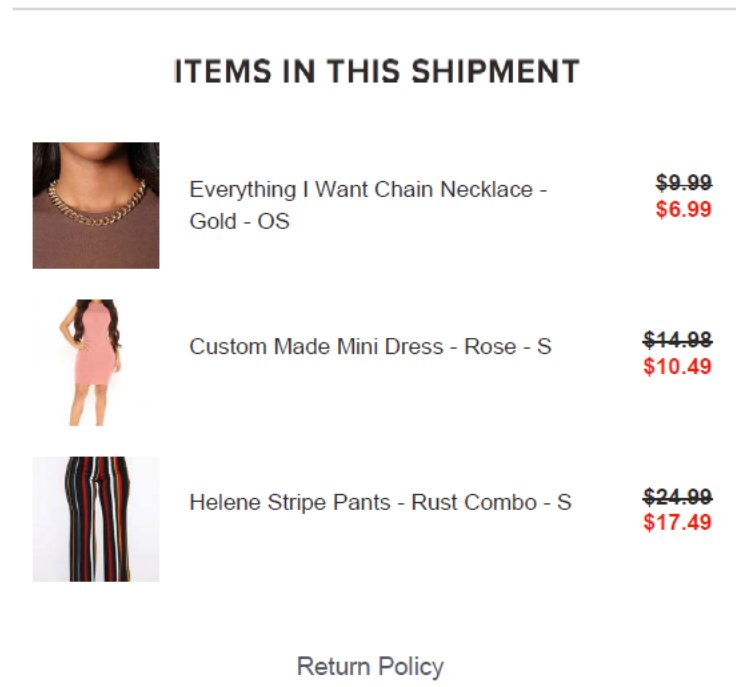 ITEMS IN THIS SHIPMENT
Everything I Want Chain Necklace -
Gold - OS
$9.99
$6.99
Custom Made Mini Dress - Rose - S
$14.98
$10.49
Helene Stripe Pants - Rust Combo - S
$24.99
$17.49
Return Policy